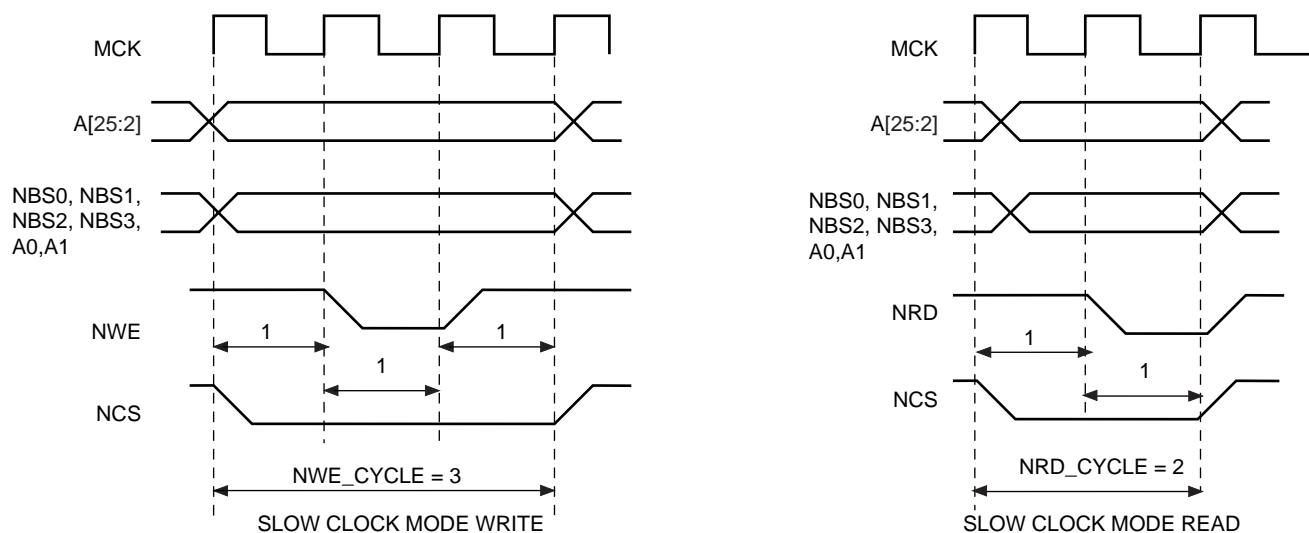 MCK
A[25:2]
NBS0, NBS1,
NBS2, NBS3,
A0,A1
NWE
1
1
1
NCS
NWE_CYCLE = 3
SLOW CLOCK MODE WRITE
MCK
A[25:2]
NBS0, NBS1,
NBS2, NBS3,
A0,A1
NRD
1
1
NCS
NRD_CYCLE = 2
SLOW CLOCK MODE READ